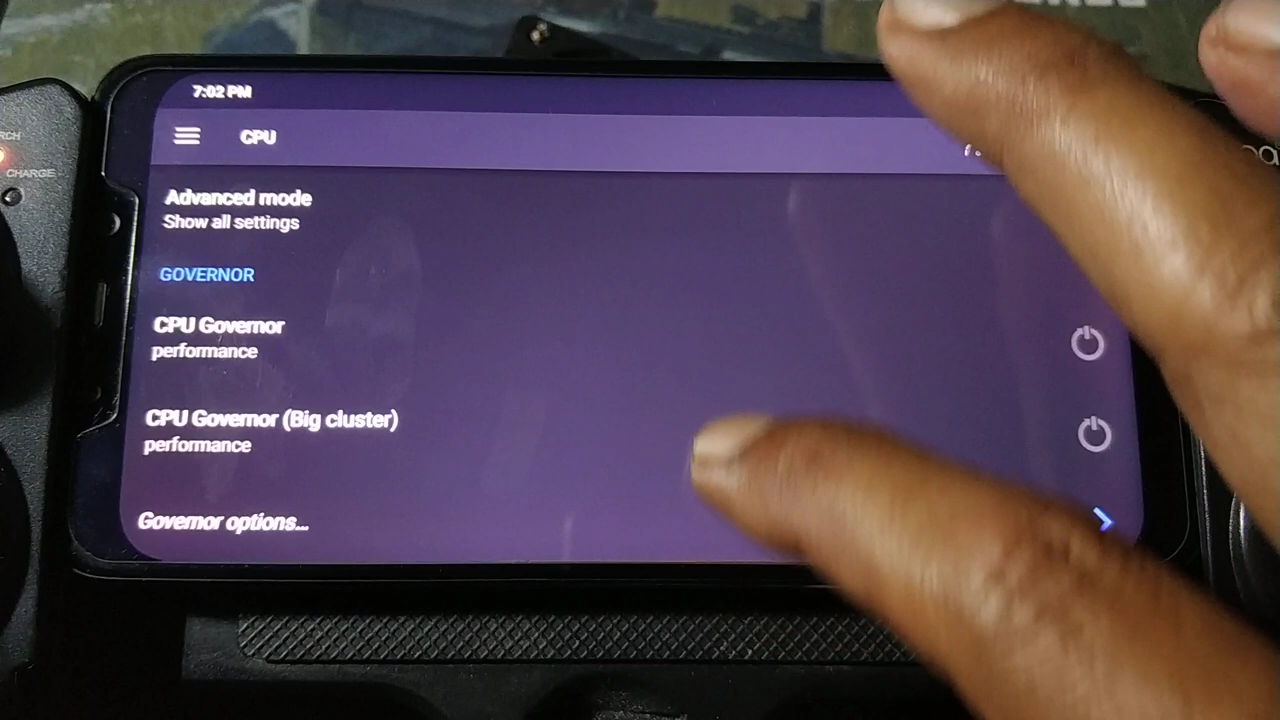 7:02 PM
CPU
Advanced mode
Show all settings
GOVERNOR
CPU Governor
performance
CPU Governor (Big cluster)
performance
Governor options...
CHARGE